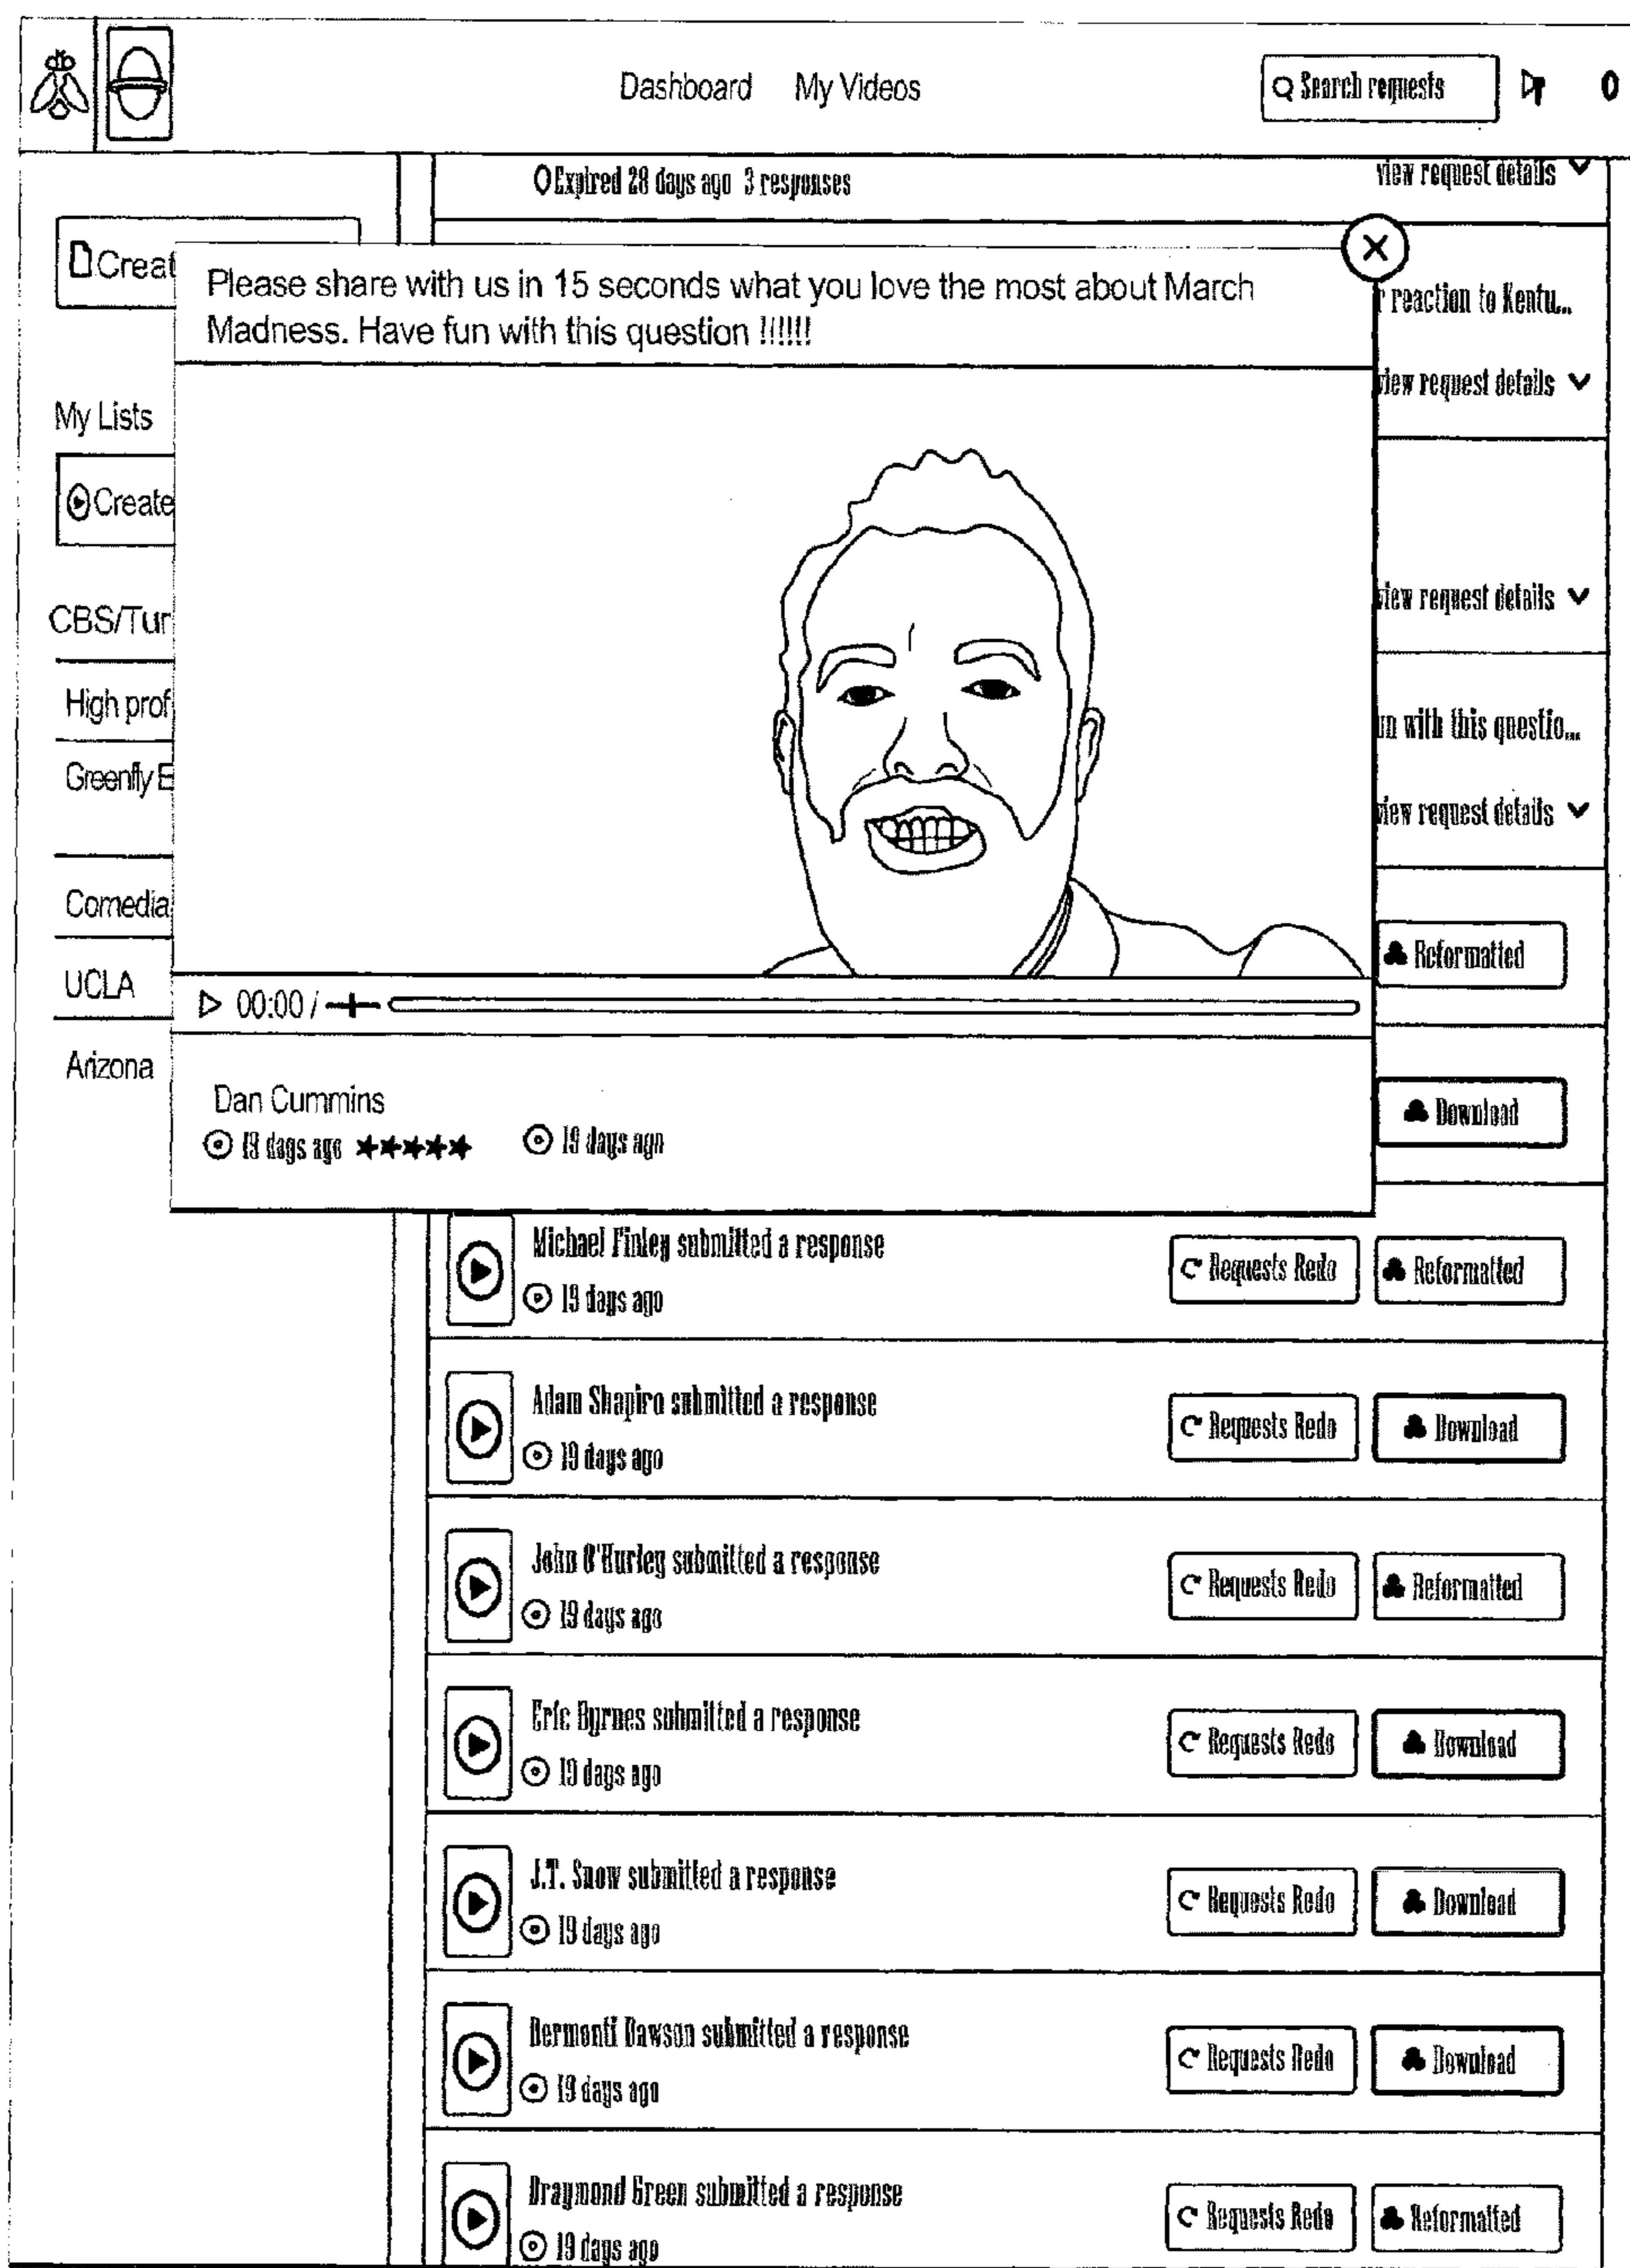 Dashboard My Videos
Search requests
0
Expired 28 days ago 3 responses
view request details
Creat
Please share with us in 15 seconds what you love the most about March
Madness. Have fun with this question !!!!!!
r reaction to Kentu...
view request details
My Lists
Create
CBS/Tur
view request details
High prof
un with this questio...
Greenfly E
view request details
Comedia
Reformatted
UCLA
00:00 /
Arizona
Dan Cummins
19 days ago ★★★★★ 19 days ago
Download
Michael Finley submitted a response
19 days ago
Requests Redo
Reformatted
Adam Shapiro submitted a response
19 days ago
Requests Redo
Download
John O'Hurley submitted a response
19 days ago
Requests Redo
Reformatted
Eric Byrnes submitted a response
19 days ago
Requests Redo
Download
J.T. Snow submitted a response
19 days ago
Requests Redo
Download
Dermontti Dawson submitted a response
19 days ago
Requests Redo
Download
Draymond Green submitted a response
19 days ago
Requests Redo
Reformatted